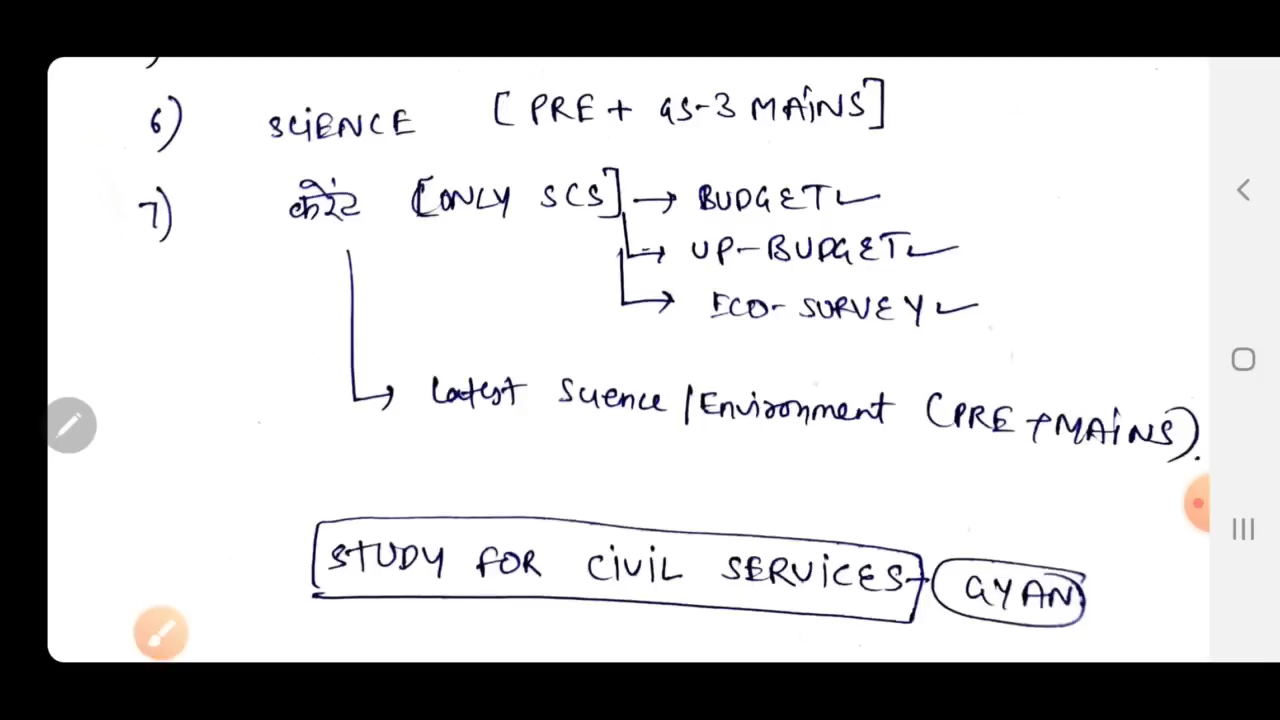 6) SCIENCE [PRE + GS-3 MAINS]
7) करेंट [ONLY SCS] → BUDGET ✓
→ UP-BUDGET ✓
→ ECO-SURVEY ✓
→ Latest Science/Environment (PRE + MAINS).
STUDY FOR CIVIL SERVICES - GYAN